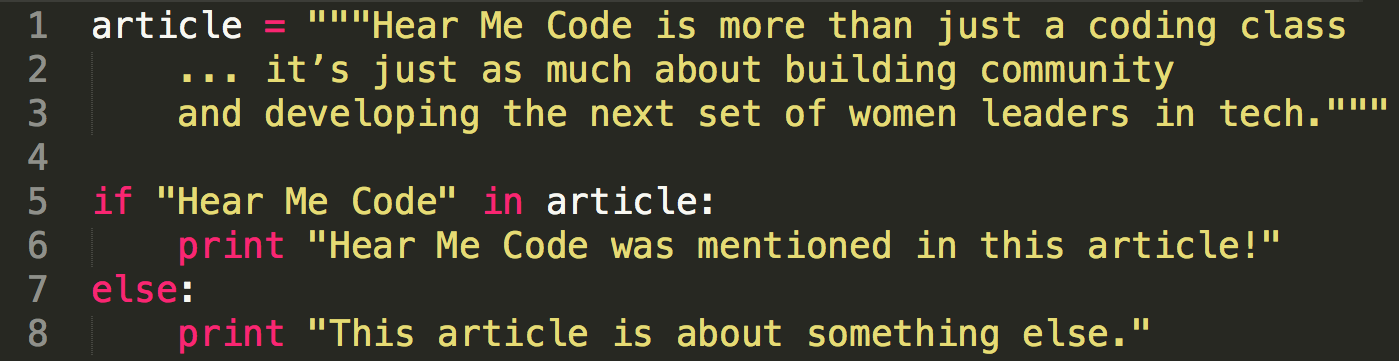 1 article = """Hear Me Code is more than just a coding class
2     ... it’s just as much about building community
3     and developing the next set of women leaders in tech."""
4
5 if "Hear Me Code" in article:
6     print "Hear Me Code was mentioned in this article!"
7 else:
8     print "This article is about something else."